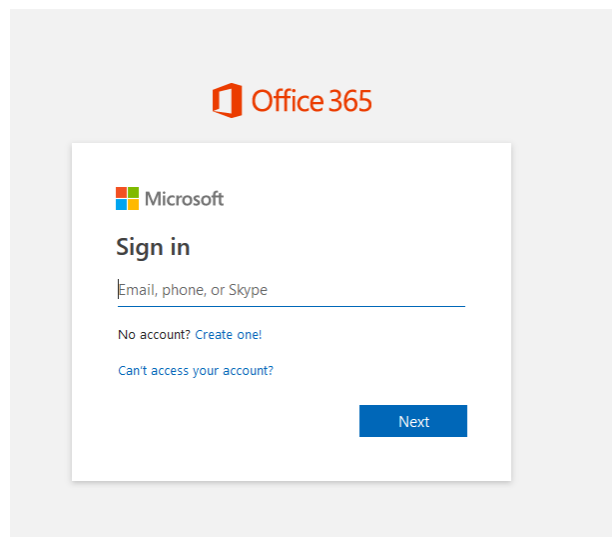 Office 365
Microsoft
Sign in
Email, phone, or Skype
No account? Create one!
Can't access your account?
Next